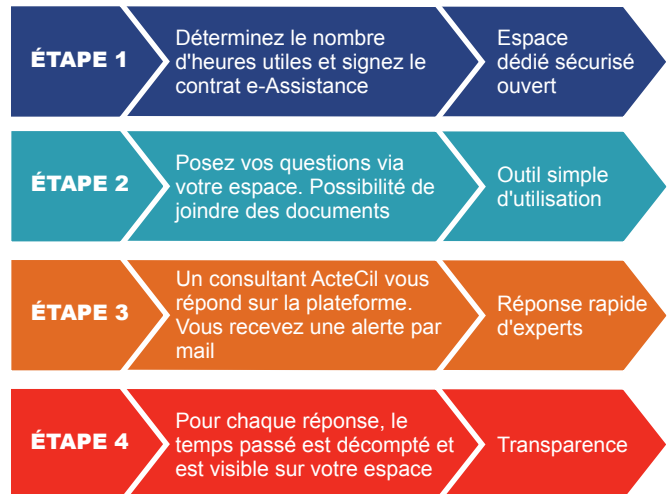 ÉTAPE 1
Déterminez le nombre
d'heures utiles et signez le
contrat e-Assistance
Espace
dédié sécurisé
ouvert
ÉTAPE 2
Posez vos questions via
votre espace. Possibilité de
joindre des documents
Outil simple
d'utilisation
ÉTAPE 3
Un consultant ActeCil vous
répond sur la plateforme.
Vous recevez une alerte par
mail
Réponse rapide
d'experts
ÉTAPE 4
Pour chaque réponse, le
temps passé est décompté et
est visible sur votre espace
Transparence